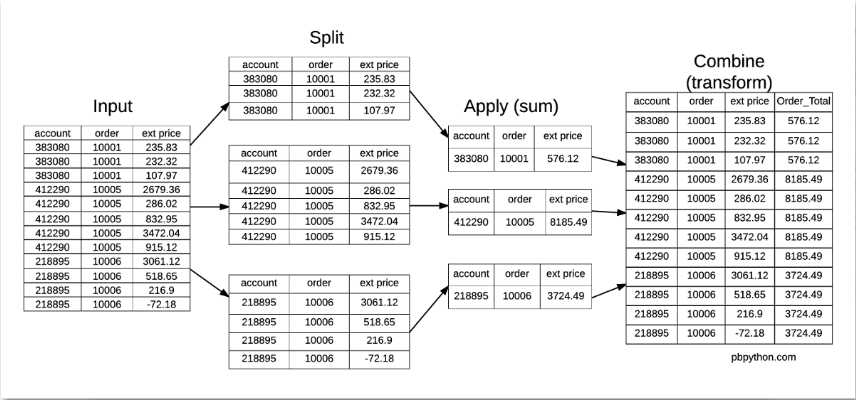 Input
account order ext price
383080 10001 235.83
383080 10001 232.32
383080 10001 107.97
412290 10005 2679.36
412290 10005 286.02
412290 10005 832.95
412290 10005 3472.04
412290 10005 915.12
218895 10006 3061.12
218895 10006 518.65
218895 10006 216.9
218895 10006 -72.18
Split
account order ext price
383080 10001 235.83
383080 10001 232.32
383080 10001 107.97
account order ext price
412290 10005 2679.36
412290 10005 286.02
412290 10005 832.95
412290 10005 3472.04
412290 10005 915.12
account order ext price
218895 10006 3061.12
218895 10006 518.65
218895 10006 216.9
218895 10006 -72.18
Apply (sum)
account order ext price
383080 10001 576.12
account order ext price
412290 10005 8185.49
account order ext price
218895 10006 3724.49
Combine
(transform)
account order ext price Order_Total
383080 10001 235.83 576.12
383080 10001 232.32 576.12
383080 10001 107.97 576.12
412290 10005 2679.36 8185.49
412290 10005 286.02 8185.49
412290 10005 832.95 8185.49
412290 10005 3472.04 8185.49
412290 10005 915.12 8185.49
218895 10006 3061.12 3724.49
218895 10006 518.65 3724.49
218895 10006 216.9 3724.49
218895 10006 -72.18 3724.49
pbpython.com